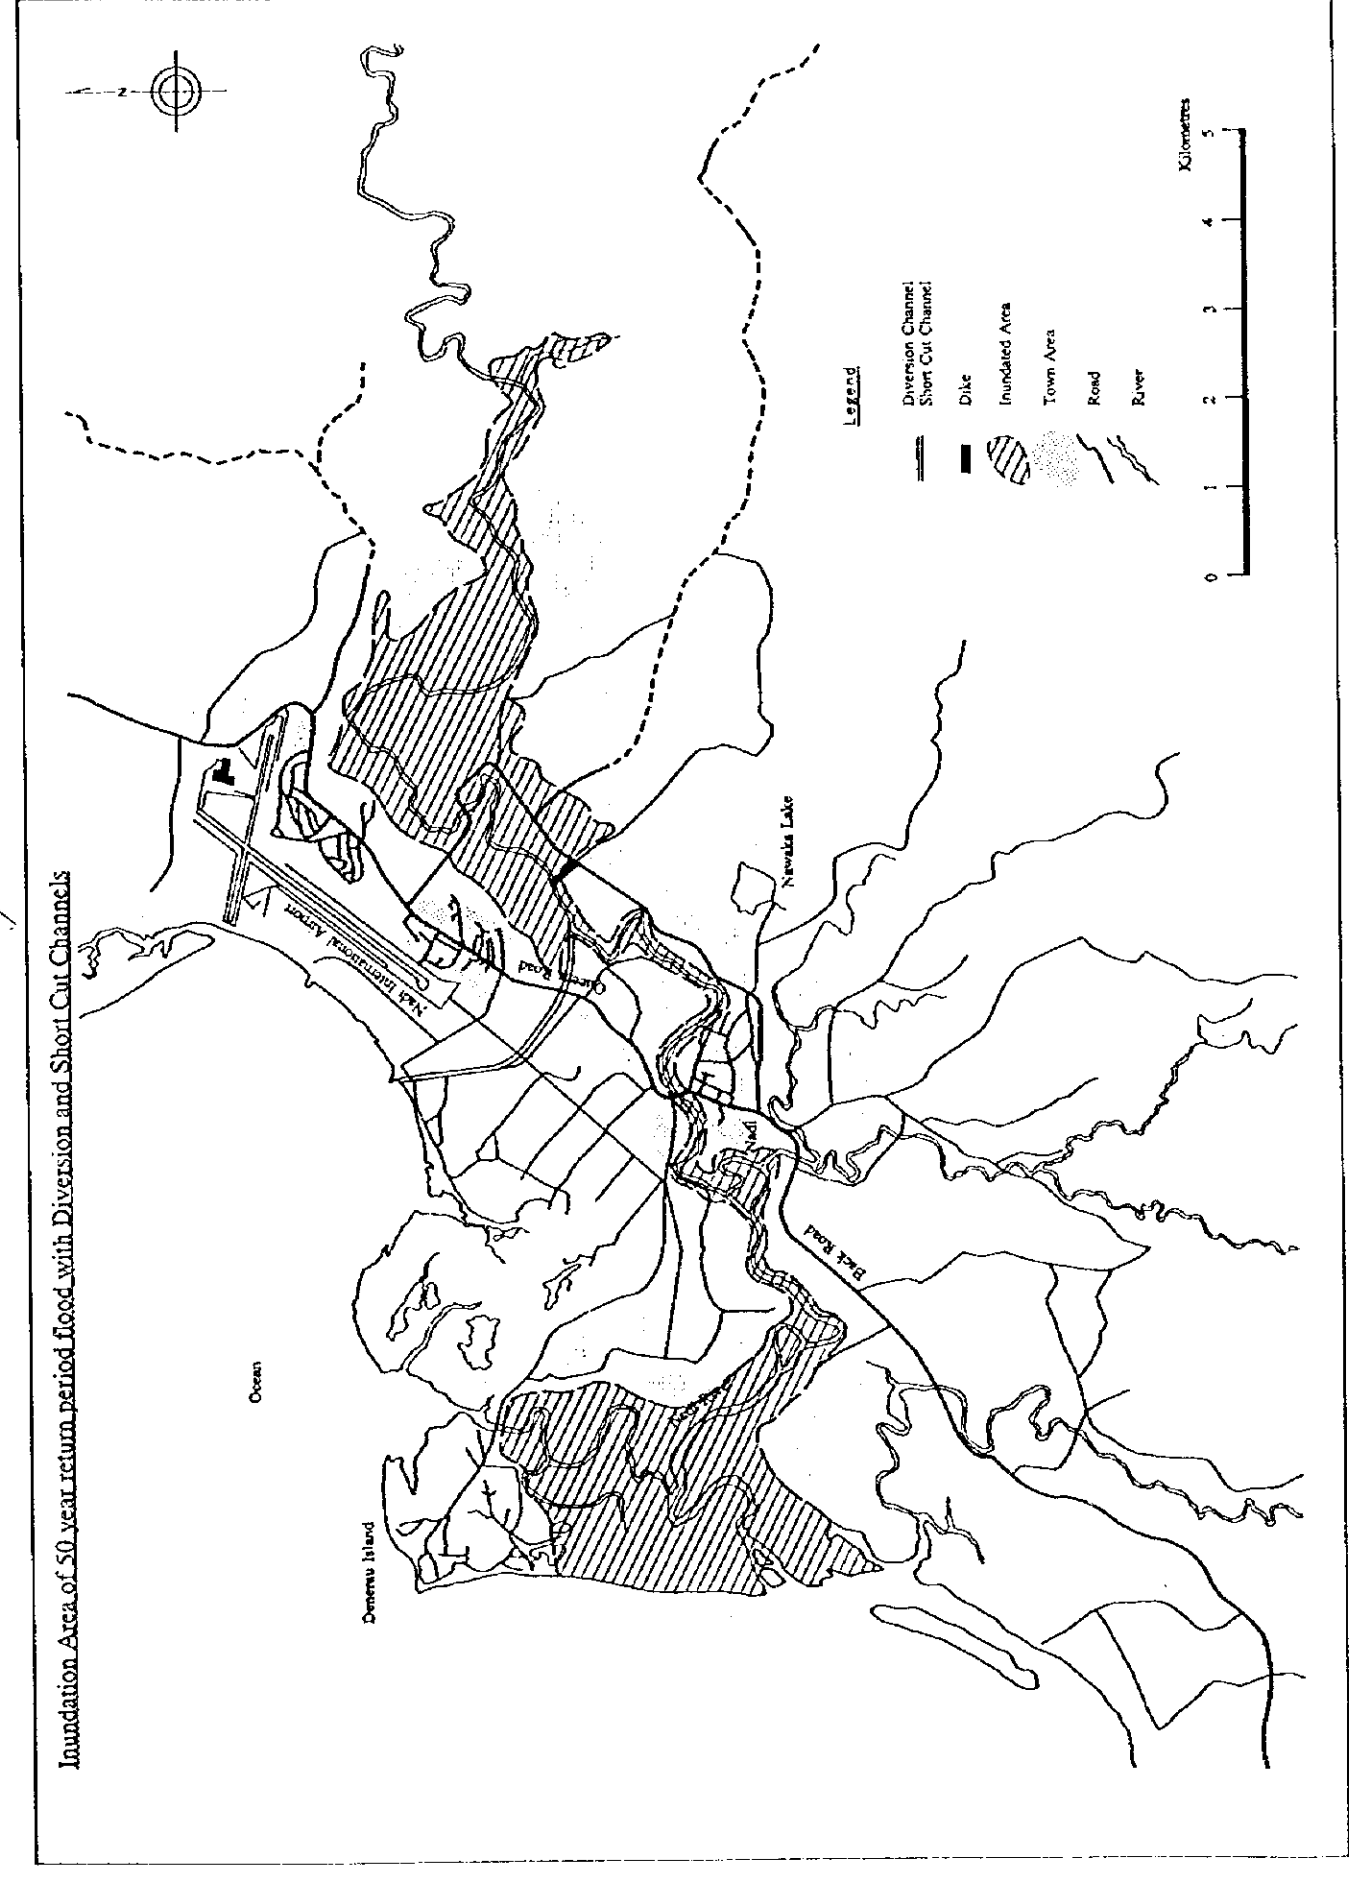 Inundation Area of 50 year return period flood with Diversion and Short Cut Channels
N
Ocean
Denerau Island
Nadi International Airport
Queens Road
Nawaka Lake
Nadi
Back Road
Legend
Diversion Channel
Short Cut Channel
Dike
Inundated Area
Town Area
Road
River
Kilometres
0 1 2 3 4 5